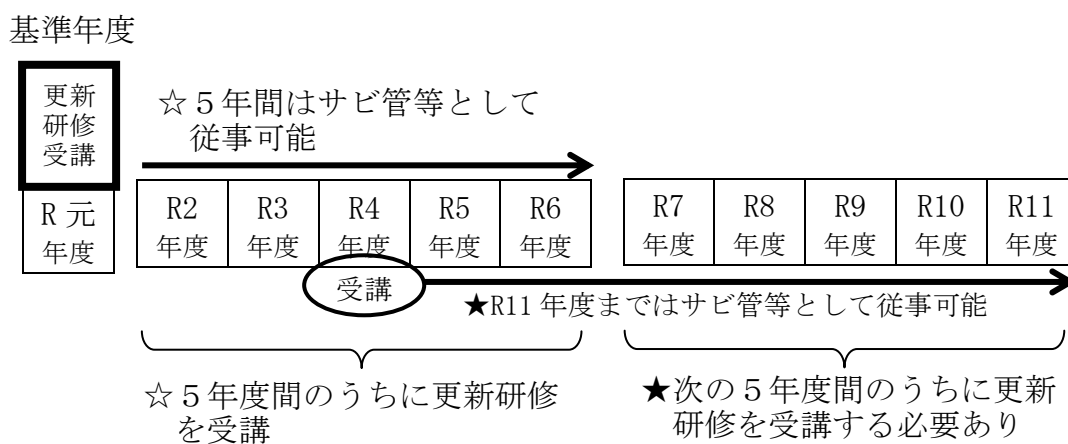 基準年度
更新
研修
受講
☆５年間はサビ管等として
従事可能
R元
年度
R2
年度
R3
年度
R4
年度
R5
年度
R6
年度
R7
年度
R8
年度
R9
年度
R10
年度
R11
年度
受講
★R11年度まではサビ管等として従事可能
☆５年度間のうちに更新研修
を受講
★次の５年度間のうちに更新
研修を受講する必要あり